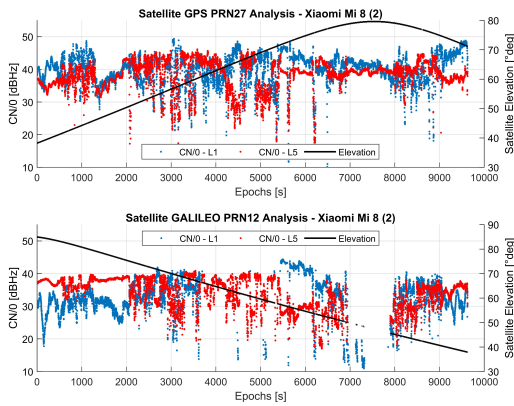 Satellite GPS PRN27 Analysis - Xiaomi Mi 8 (2)
50
40
30
20
10
80
70
60
50
40
30
CN/0 [dBHz]
Satellite Elevation [°deg]
CN/0 - L1 CN/0 - L5 Elevation
0 1000 2000 3000 4000 5000 6000 7000 8000 9000 10000
Epochs [s]
Satellite GALILEO PRN12 Analysis - Xiaomi Mi 8 (2)
50
40
30
20
10
90
80
70
60
50
40
30
CN/0 [dBHz]
Satellite Elevation [°deg]
CN/0 - L1 CN/0 - L5 Elevation
0 1000 2000 3000 4000 5000 6000 7000 8000 9000 10000
Epochs [s]